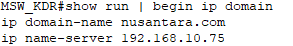 MSW_KDR#show run | begin ip domain
ip domain-name nusantara.com
ip name-server 192.168.10.75